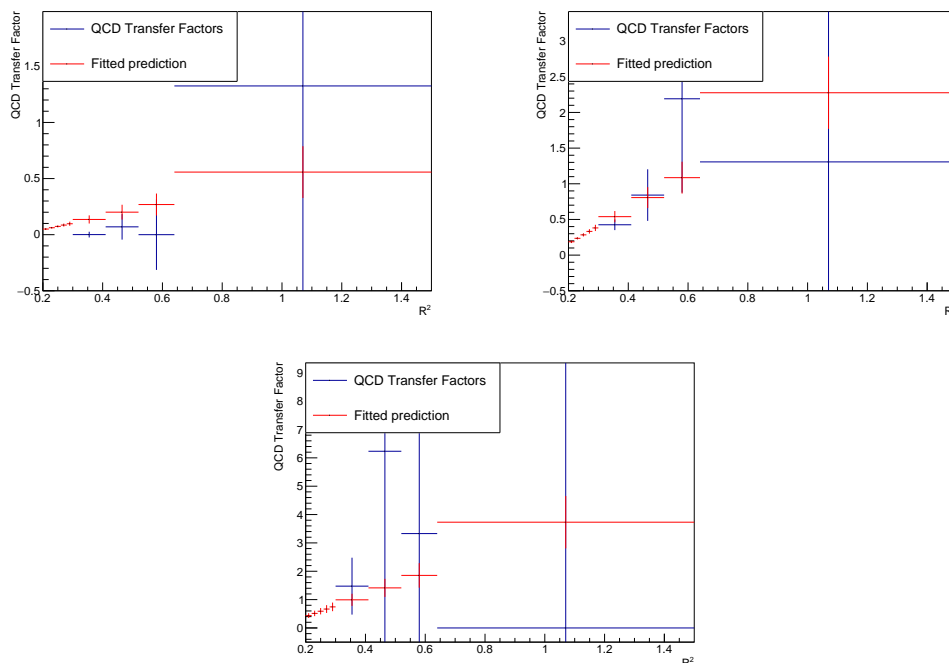 QCD Transfer Factor
QCD Transfer Factors
Fitted prediction
1.5
1
0.5
0
−0.5
0.2 0.4 0.6 0.8 1 1.2 1.4
R²
QCD Transfer Factor
QCD Transfer Factors
Fitted prediction
3
2.5
2
1.5
1
0.5
0
−0.5
0.2 0.4 0.6 0.8 1 1.2 1.4
R²
QCD Transfer Factor
QCD Transfer Factors
Fitted prediction
9
8
7
6
5
4
3
2
1
0
0.2 0.4 0.6 0.8 1 1.2 1.4
R²